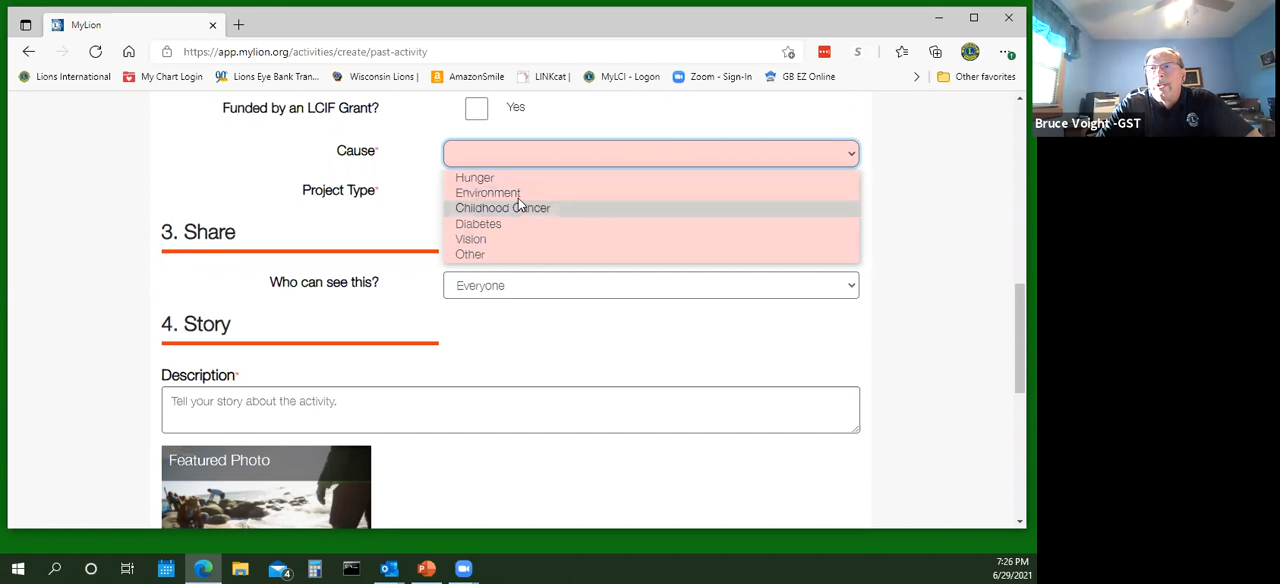 MyLion
https://app.mylion.org/activities/create/past-activity
Lions International My Chart Login Lions Eye Bank Tran... Wisconsin Lions | AmazonSmile LINKcat | MyLCI - Logon Zoom - Sign-In GB EZ Online Other favorites
Funded by an LCIF Grant? Yes
Cause*
Hunger
Environment
Childhood Cancer
Diabetes
Vision
Other
Project Type*
3. Share
Who can see this? Everyone
4. Story
Description*
Tell your story about the activity.
Featured Photo
Bruce Voight -GST
4
7:26 PM
6/29/2021